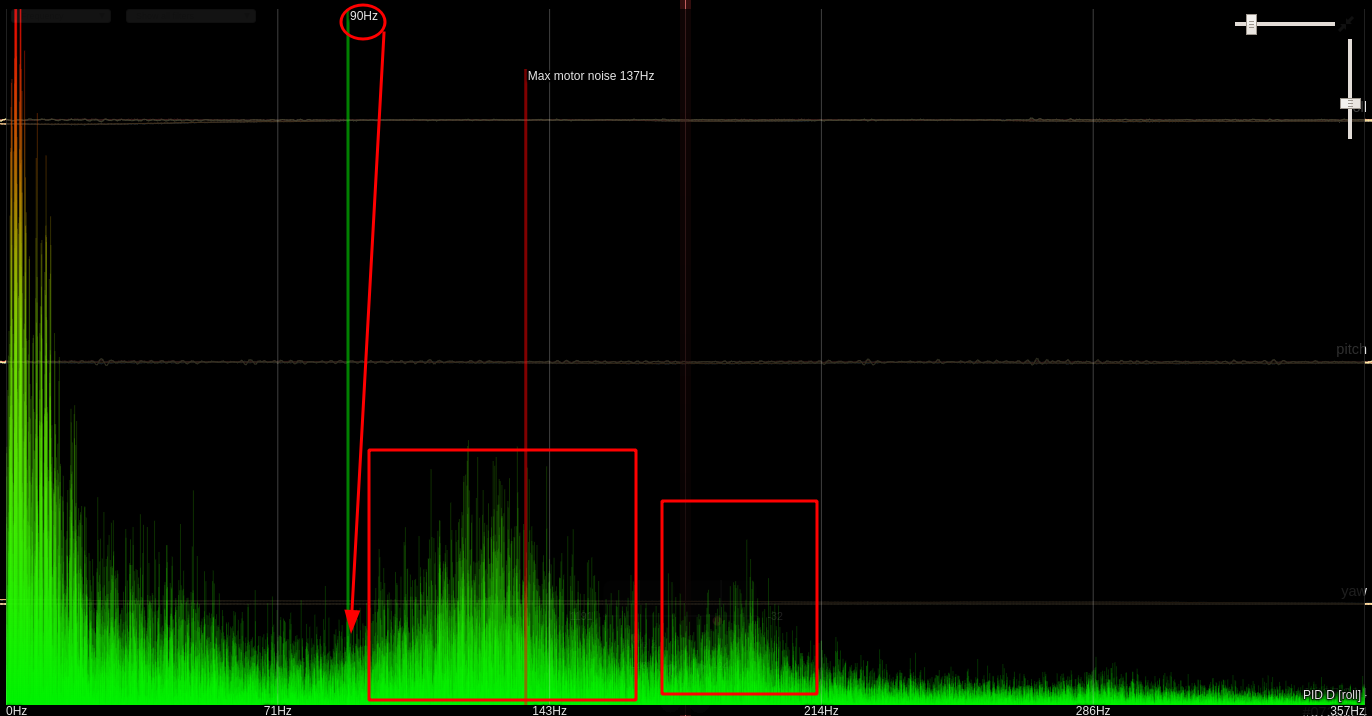 90Hz
Max motor noise 137Hz
pitch
yaw
PID D [roll]
0Hz
71Hz
143Hz
214Hz
286Hz
357Hz